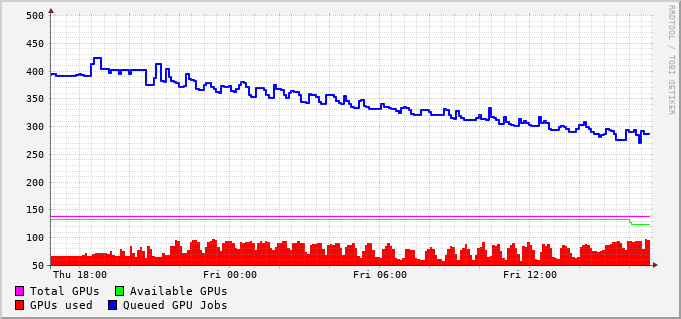 500
450
400
350
300
250
200
150
100
50
Thu 18:00 Fri 00:00 Fri 06:00 Fri 12:00
Total GPUs Available GPUs
GPUs used Queued GPU Jobs
RRDTOOL / TOBI OETIKER